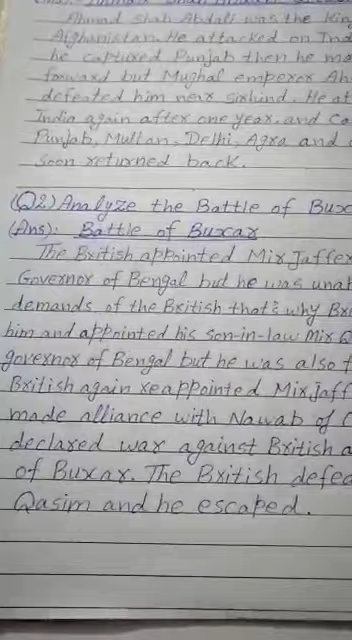 Ahmad Shah Abdali was the Kin
Afghanistan. He attacked on Ind
he captured Punjab then he mo
forward but Mughal emperor Ah
defeated him near Sirhind. He at
India again after one year, and Ca
Punjab, Multan, Delhi, Agra and
soon returned back.
(Q2) Analyze the Battle of Bux
(Ans): Battle of Buxar
The British appointed Mir Jaffer
Governor of Bengal but he was unab
demands of the British that's why Bri
him and appointed his son-in-law Mir Q
governor of Bengal but he was also f
British again reappointed Mir Jaff
made alliance with Nawab of
declared war against British a
of Buxar. The British defea
Qasim and he escaped.